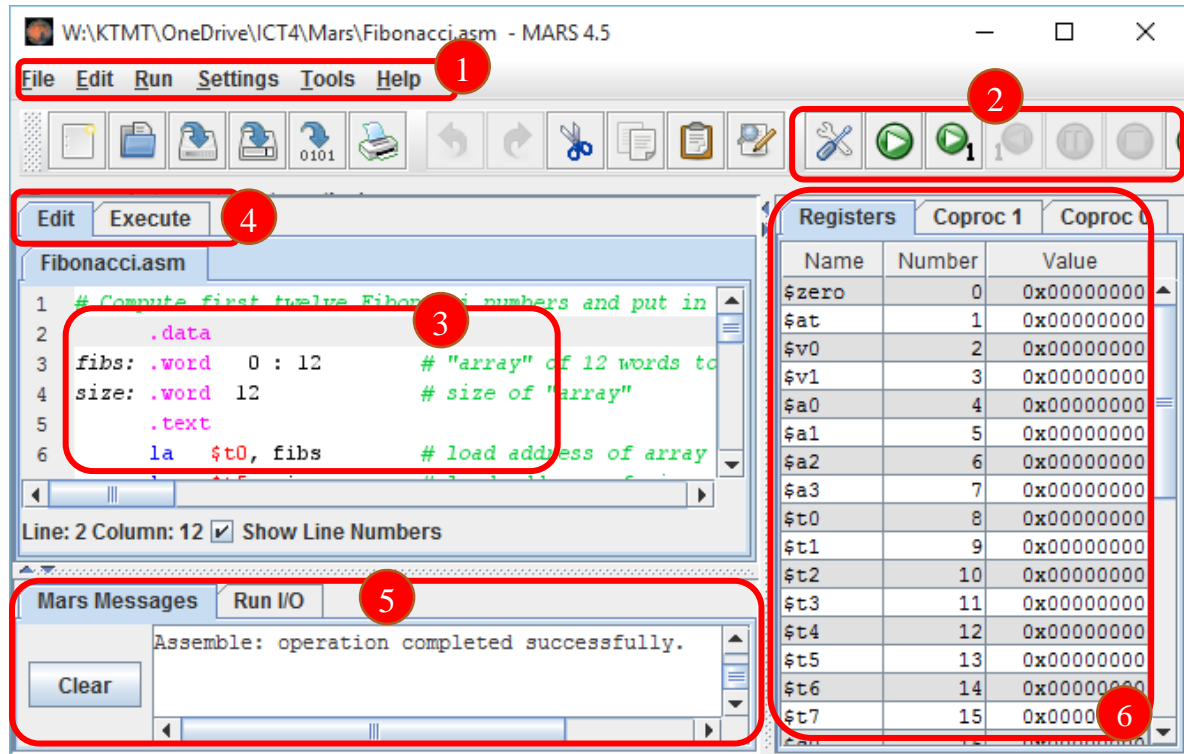 W:\KTMT\OneDrive\ICT4\Mars\Fibonacci.asm - MARS 4.5
File Edit Run Settings Tools Help
1
2
0101
1
1
Edit Execute
4
Fibonacci.asm
1 # Compute first twelve Fibonacci numbers and put in
3
2 .data
3 fibs: .word 0 : 12 # "array" of 12 words to
4 size: .word 12 # size of "array"
5 .text
6 la $t0, fibs # load address of array
Line: 2 Column: 12 Show Line Numbers
Mars Messages Run I/O
5
Assemble: operation completed successfully.
Clear
Registers Coproc 1 Coproc 0
Name Number Value
$zero 0 0x00000000
$at 1 0x00000000
$v0 2 0x00000000
$v1 3 0x00000000
$a0 4 0x00000000
$a1 5 0x00000000
$a2 6 0x00000000
$a3 7 0x00000000
$t0 8 0x00000000
$t1 9 0x00000000
$t2 10 0x00000000
$t3 11 0x00000000
$t4 12 0x00000000
$t5 13 0x00000000
$t6 14 0x00000000
$t7 15 0x0000
6